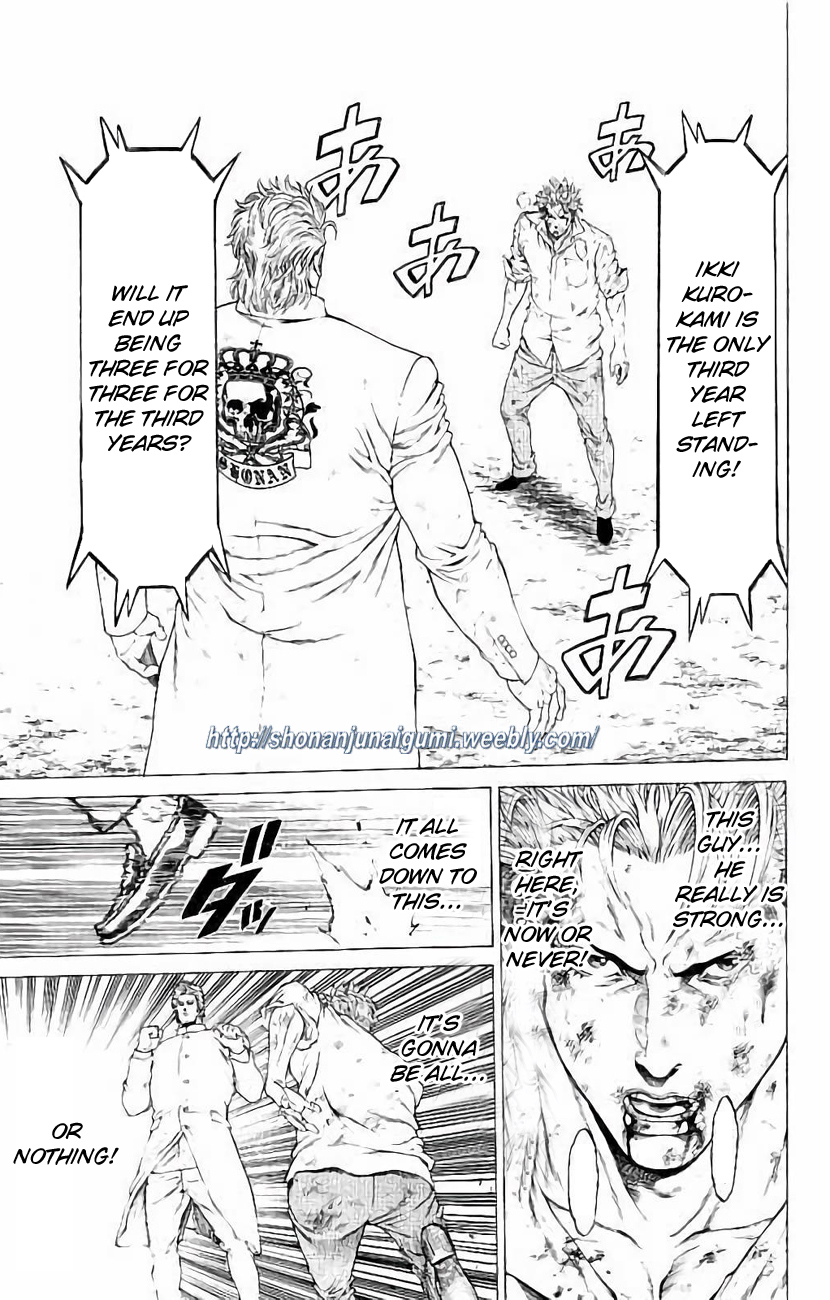 IKKI
KURO-
KAMI IS
THE ONLY
THIRD
YEAR
LEFT
STAND-
ING!
あ
あ
あ
あ
WILL IT
END UP
BEING
THREE FOR
THREE FOR
THE THIRD
YEARS?
SHONAN
http://shonanjunaigumi.weebly.com/
THIS
GUY...
HE
REALLY IS
STRONG...
RIGHT
HERE,
IT'S
NOW OR
NEVER!
IT ALL
COMES
DOWN TO
THIS...
ダッ
IT'S
GONNA
BE ALL...
OR
NOTHING!